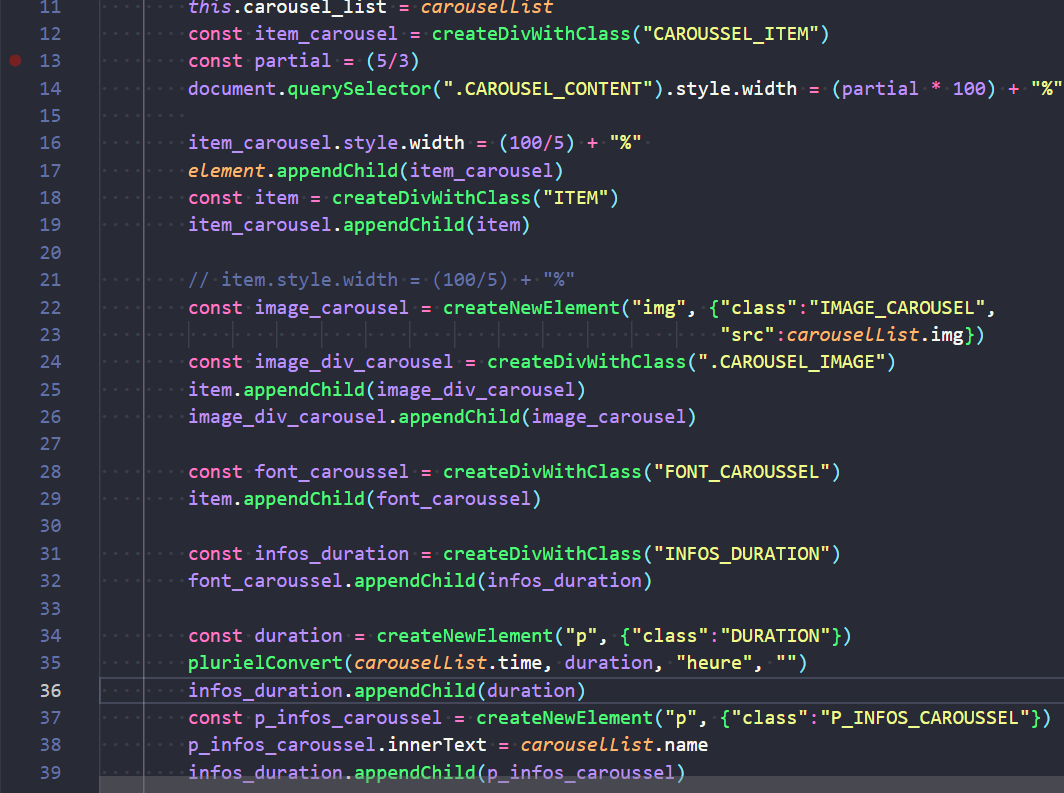 11 this.carousel_list = carouselList
12 const item_carousel = createDivWithClass("CAROUSSEL_ITEM")
13 const partial = (5/3)
14 document.querySelector(".CAROUSEL_CONTENT").style.width = (partial * 100) + "%"
15
16 item_carousel.style.width = (100/5) + "%"
17 element.appendChild(item_carousel)
18 const item = createDivWithClass("ITEM")
19 item_carousel.appendChild(item)
20
21 // item.style.width = (100/5) + "%"
22 const image_carousel = createNewElement("img", {"class":"IMAGE_CAROUSEL",
23 "src":carouselList.img})
24 const image_div_carousel = createDivWithClass(".CAROUSEL_IMAGE")
25 item.appendChild(image_div_carousel)
26 image_div_carousel.appendChild(image_carousel)
27
28 const font_caroussel = createDivWithClass("FONT_CAROUSSEL")
29 item.appendChild(font_caroussel)
30
31 const infos_duration = createDivWithClass("INFOS_DURATION")
32 font_caroussel.appendChild(infos_duration)
33
34 const duration = createNewElement("p", {"class":"DURATION"})
35 plurielConvert(carouselList.time, duration, "heure", "")
36 infos_duration.appendChild(duration)
37 const p_infos_caroussel = createNewElement("p", {"class":"P_INFOS_CAROUSSEL"})
38 p_infos_caroussel.innerText = carouselList.name
39 infos_duration.appendChild(p_infos_caroussel)